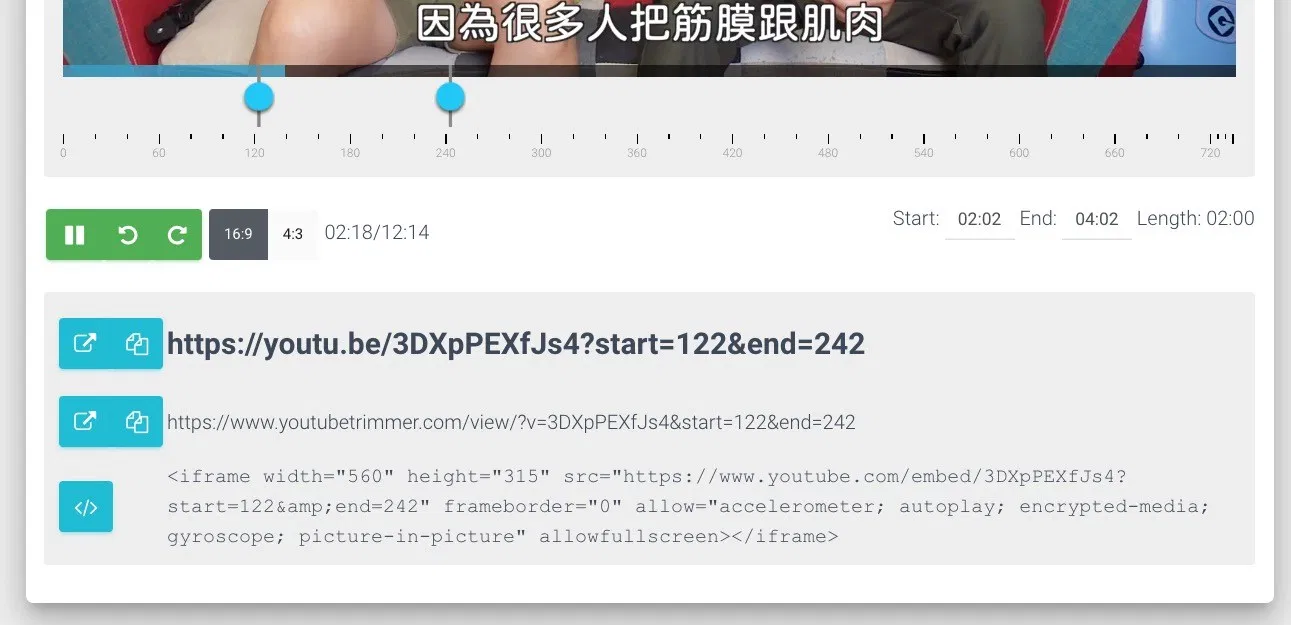 因為很多人把筋膜跟肌肉
0 60 120 180 240 300 360 420 480 540 600 660 720
16:9 4:3 02:18/12:14 Start: 02:02 End: 04:02 Length: 02:00
https://youtu.be/3DXpPEXfJs4?start=122&end=242
https://www.youtubetrimmer.com/view/?v=3DXpPEXfJs4&start=122&end=242
<iframe width="560" height="315" src="https://www.youtube.com/embed/3DXpPEXfJs4?
start=122&amp;end=242" frameborder="0" allow="accelerometer; autoplay; encrypted-media;
</> gyroscope; picture-in-picture" allowfullscreen></iframe>